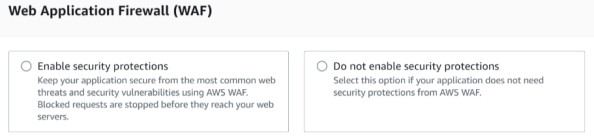 Web Application Firewall (WAF)
Enable security protections
Keep your application secure from the most common web
threats and security vulnerabilities using AWS WAF.
Blocked requests are stopped before they reach your web
servers.
Do not enable security protections
Select this option if your application does not need
security protections from AWS WAF.